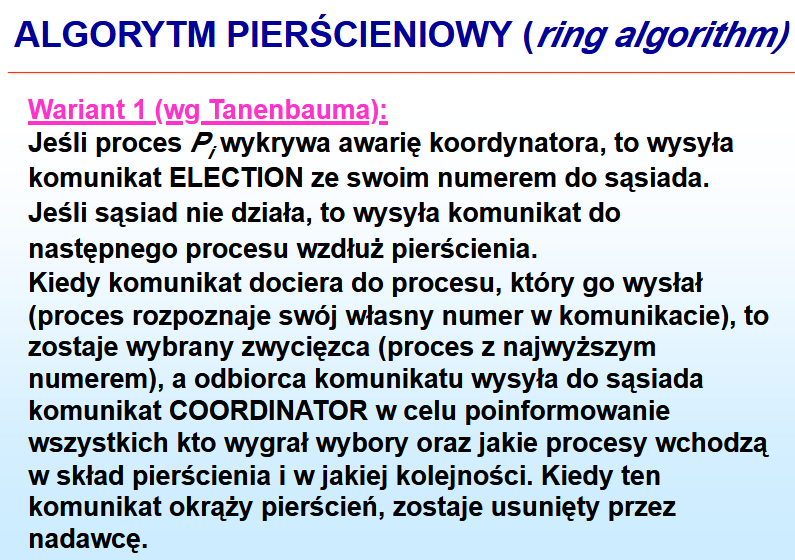 ALGORYTM PIERŚCIENIOWY (ring algorithm)
Wariant 1 (wg Tanenbauma):
Jeśli proces Pi wykrywa awarię koordynatora, to wysyła
komunikat ELECTION ze swoim numerem do sąsiada.
Jeśli sąsiad nie działa, to wysyła komunikat do
następnego procesu wzdłuż pierścienia.
Kiedy komunikat dociera do procesu, który go wysłał
(proces rozpoznaje swój własny numer w komunikacie), to
zostaje wybrany zwycięzca (proces z najwyższym
numerem), a odbiorca komunikatu wysyła do sąsiada
komunikat COORDINATOR w celu poinformowanie
wszystkich kto wygrał wybory oraz jakie procesy wchodzą
w skład pierścienia i w jakiej kolejności. Kiedy ten
komunikat okrąży pierścień, zostaje usunięty przez
nadawcę.